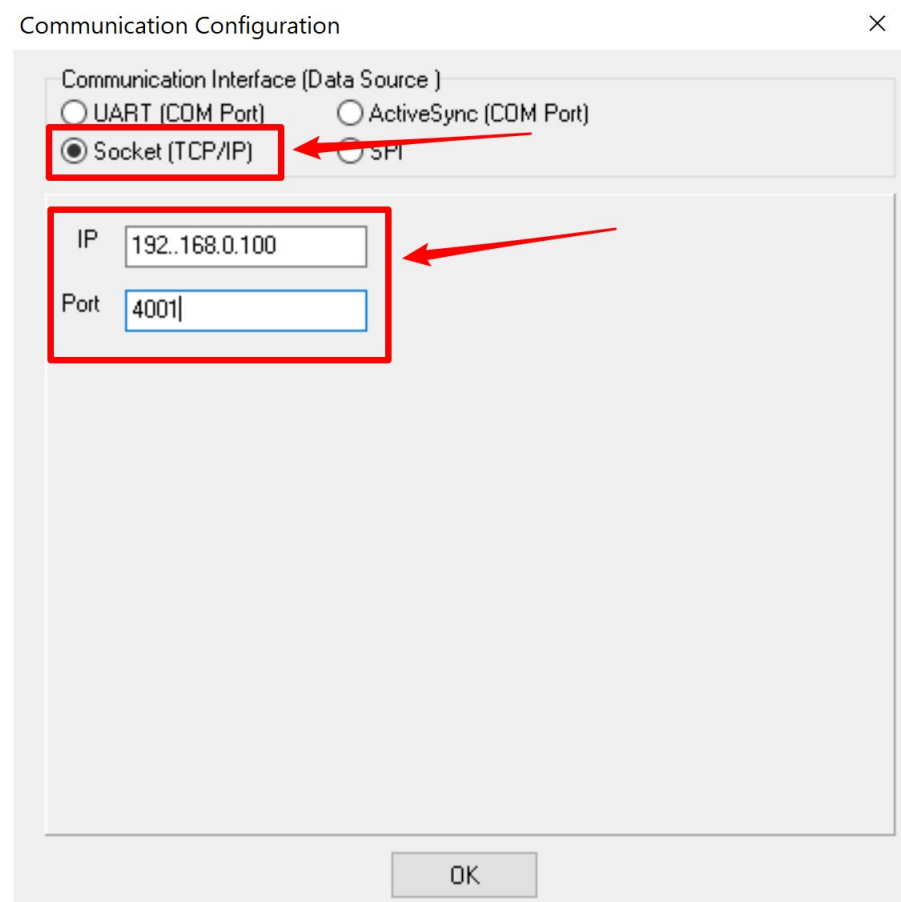 Communication Configuration
Communication Interface (Data Source )
UART (COM Port) ActiveSync (COM Port)
Socket (TCP/IP) SPI
IP 192..168.0.100
Port 4001
OK